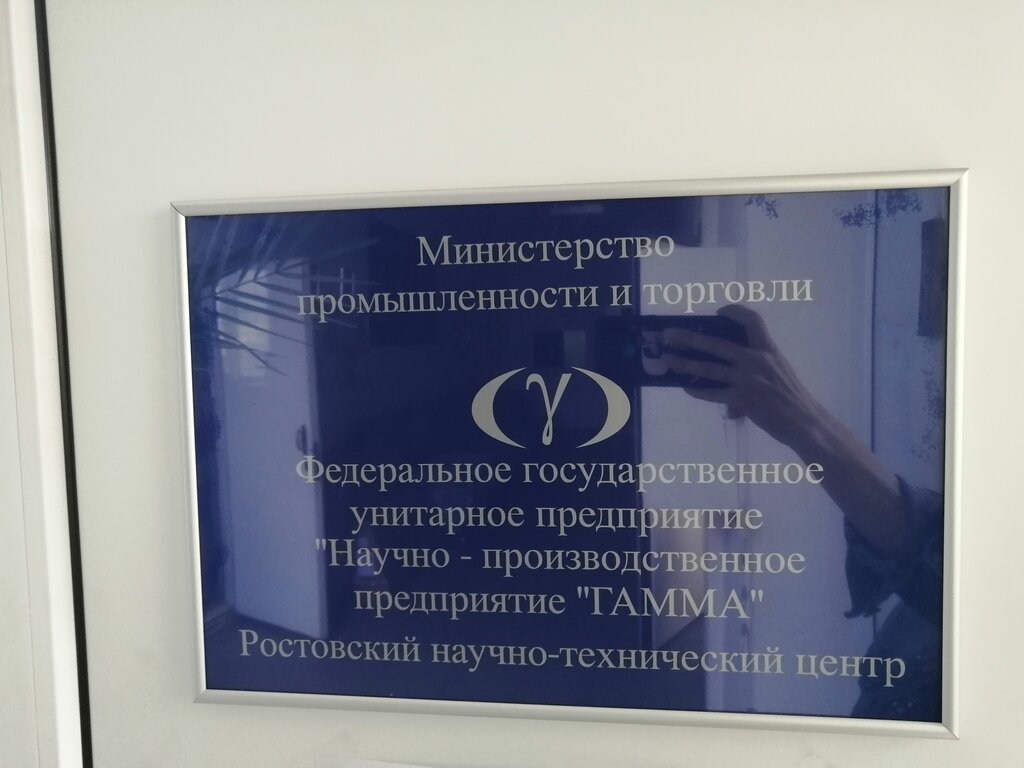 Министерство
промышленности и торговли
γ
Федеральное государственное
унитарное предприятие
"Научно - производственное
предприятие "ГАММА"
Ростовский научно-технический центр